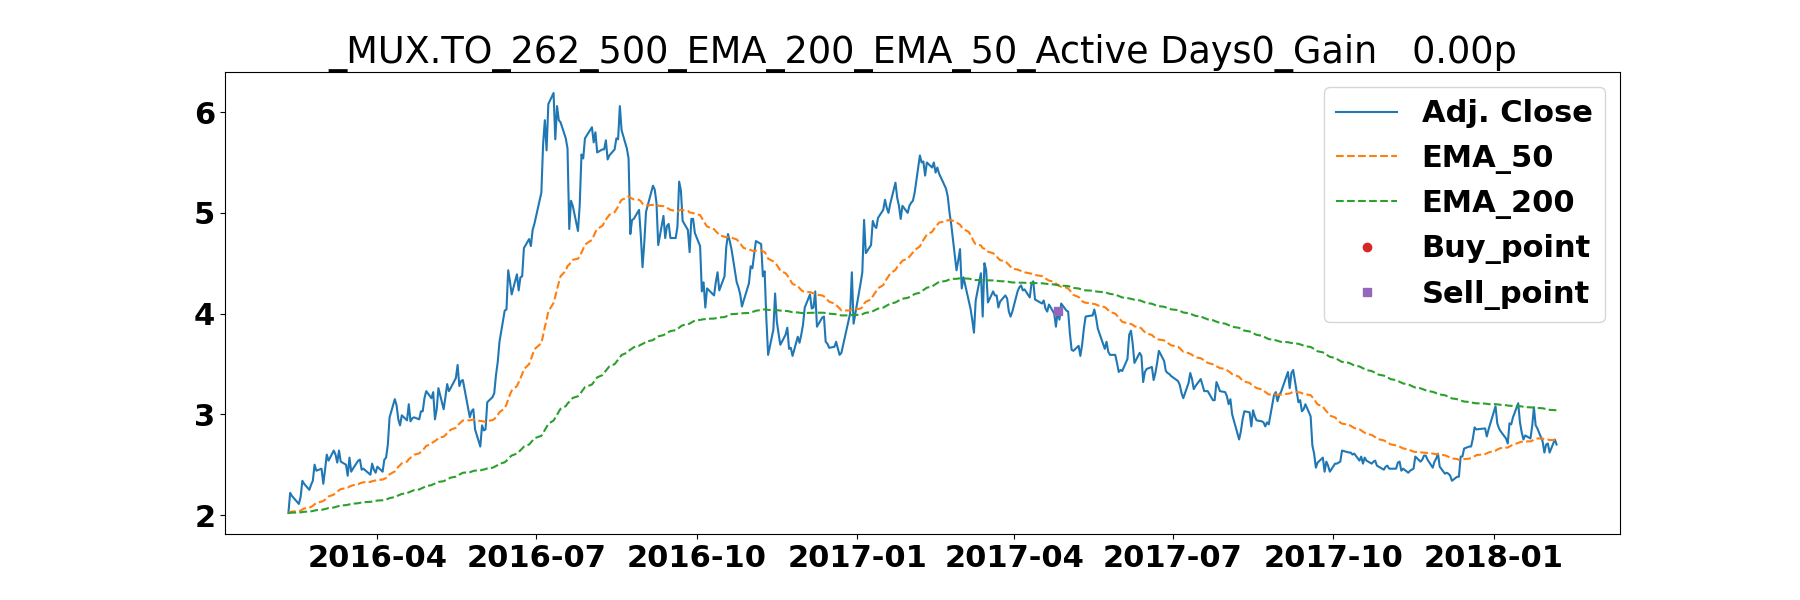 _MUX.TO_262_500_EMA_200_EMA_50_Active Days0_Gain   0.00p
6
5
4
3
2
Adj. Close
EMA_50
EMA_200
Buy_point
Sell_point
2016-04 2016-07 2016-10 2017-01 2017-04 2017-07 2017-10 2018-01